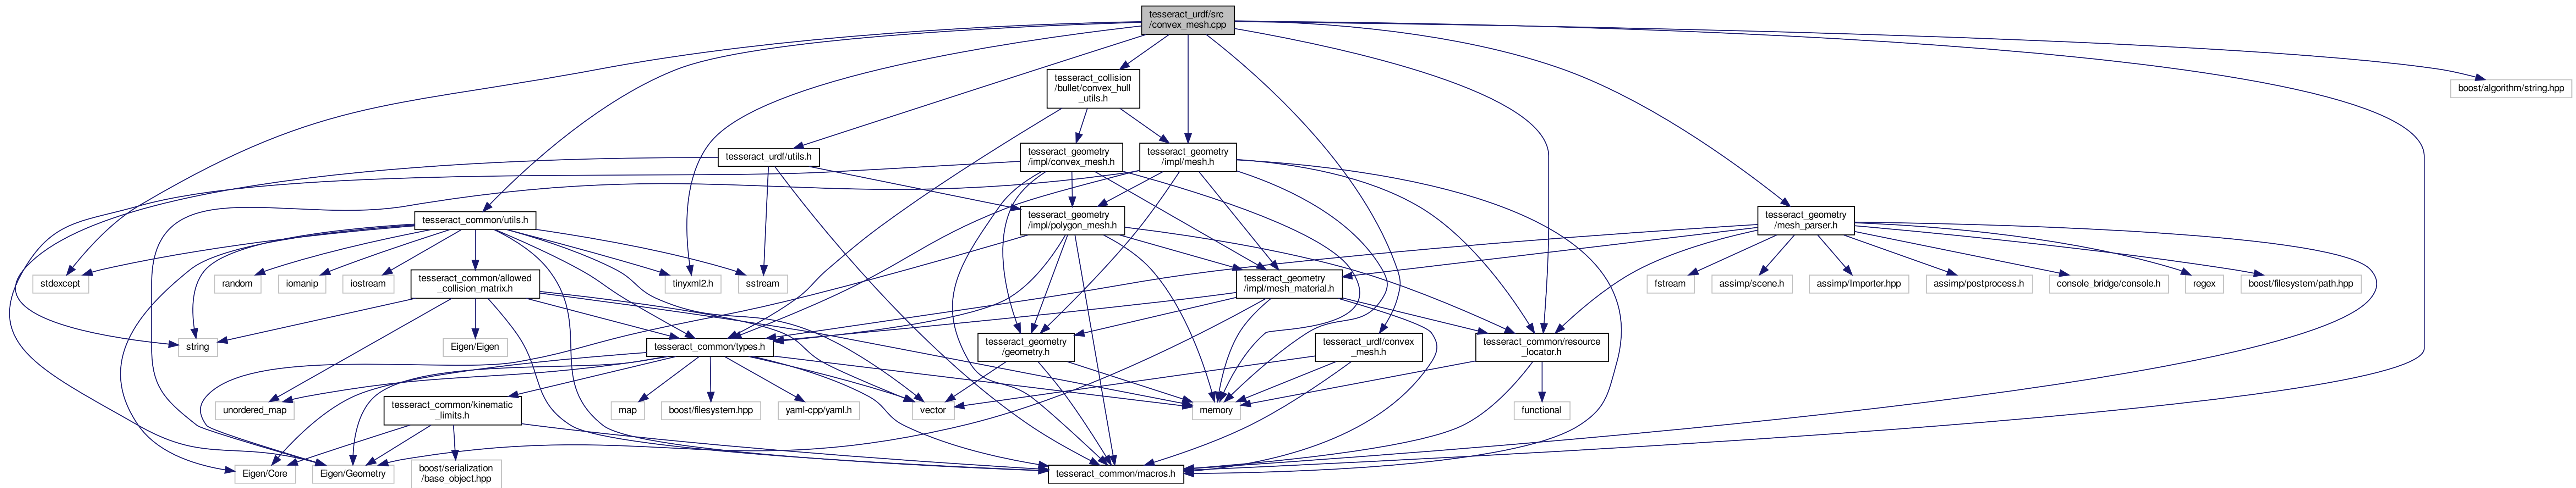 tesseract_urdf/src
/convex_mesh.cpp
tesseract_collision
/bullet/convex_hull
_utils.h
boost/algorithm/string.hpp
tesseract_urdf/utils.h
tesseract_geometry
/impl/convex_mesh.h
tesseract_geometry
/impl/mesh.h
tesseract_common/utils.h
tesseract_geometry
/impl/polygon_mesh.h
tesseract_geometry
/mesh_parser.h
stdexcept
random
iomanip
iostream
tesseract_common/allowed
_collision_matrix.h
tinyxml2.h
sstream
tesseract_geometry
/impl/mesh_material.h
fstream
assimp/scene.h
assimp/Importer.hpp
assimp/postprocess.h
console_bridge/console.h
regex
boost/filesystem/path.hpp
string
Eigen/Eigen
tesseract_common/types.h
tesseract_geometry
/geometry.h
tesseract_urdf/convex
_mesh.h
tesseract_common/resource
_locator.h
unordered_map
tesseract_common/kinematic
_limits.h
map
boost/filesystem.hpp
yaml-cpp/yaml.h
vector
memory
functional
Eigen/Core
Eigen/Geometry
boost/serialization
/base_object.hpp
tesseract_common/macros.h